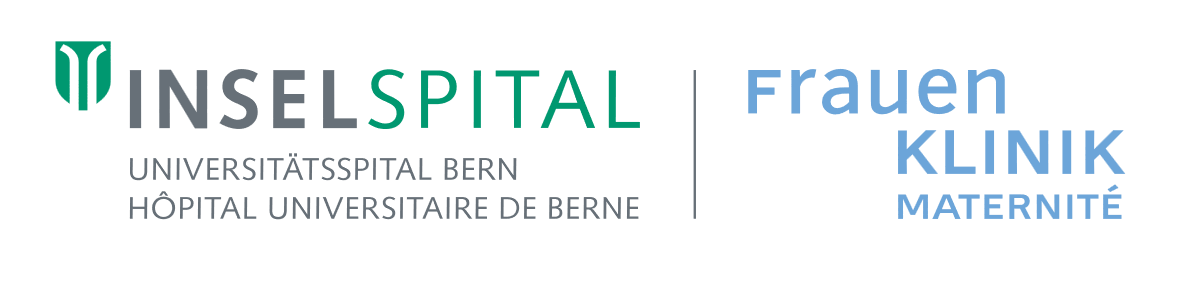 INSELSPITAL
UNIVERSITÄTSSPITAL BERN
HÔPITAL UNIVERSITAIRE DE BERNE
Frauen
KLINIK
MATERNITÉ